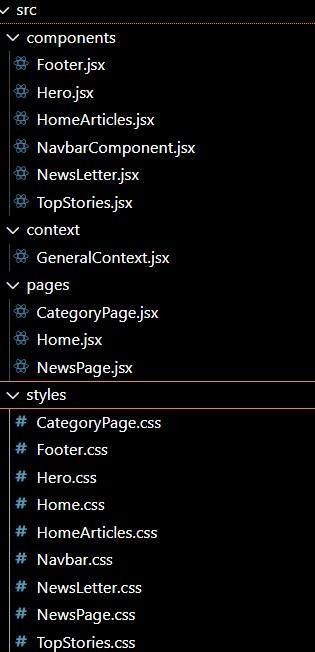 src
components
Footer.jsx
Hero.jsx
HomeArticles.jsx
NavbarComponent.jsx
NewsLetter.jsx
TopStories.jsx
context
GeneralContext.jsx
pages
CategoryPage.jsx
Home.jsx
NewsPage.jsx
styles
# CategoryPage.css
# Footer.css
# Hero.css
# Home.css
# HomeArticles.css
# Navbar.css
# NewsLetter.css
# NewsPage.css
# TopStories.css